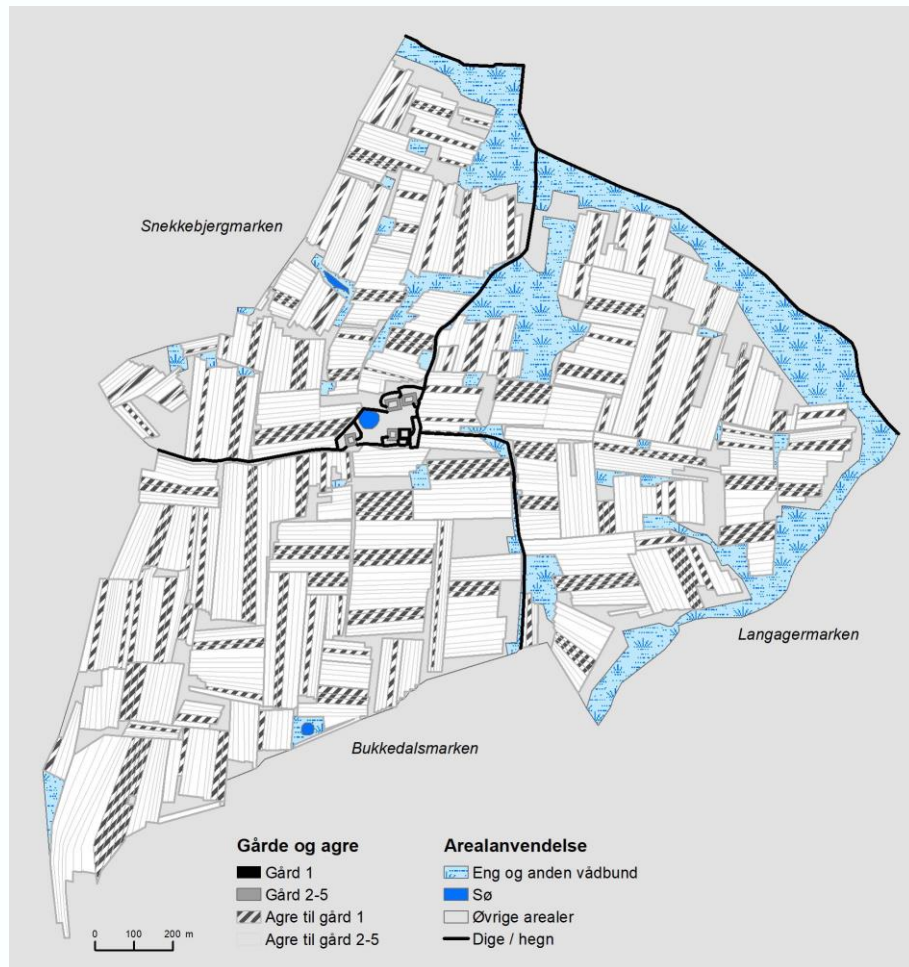 Snekkebjergmarken
Langagermarken
Bukkedalsmarken
Gårde og agre
Gård 1
Gård 2-5
Agre til gård 1
Agre til gård 2-5
Arealanvendelse
Eng og anden vådbund
Sø
Øvrige arealer
Dige / hegn
0 100 200 m